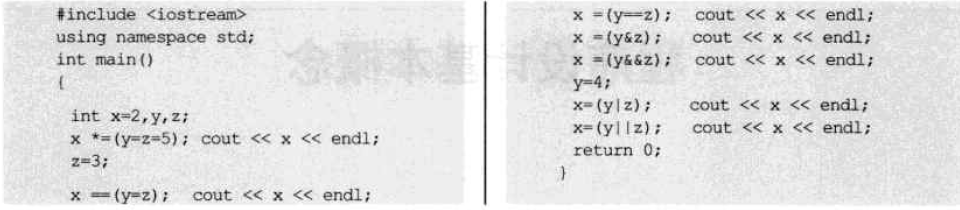 #include <iostream>
using namespace std;
int main()
{
int x=2,y,z;
x *=(y=z=5); cout << x << endl;
z=3;
x ==(y=z); cout << x << endl;
x =(y==z); cout << x << endl;
x =(y&z); cout << x << endl;
x =(y&&z); cout << x << endl;
y=4;
x=(y|z); cout << x << endl;
x=(y||z); cout << x << endl;
return 0;
}